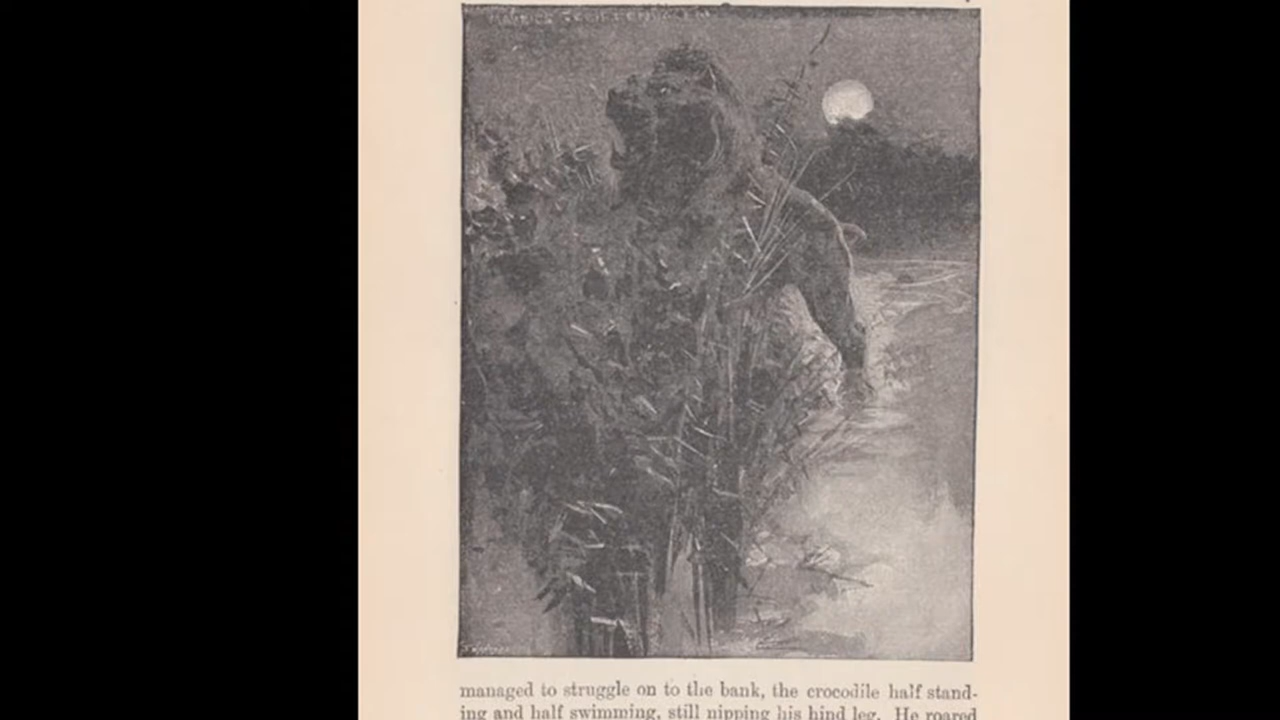 managed to struggle on to the bank, the crocodile half stand-
ing and half swimming, still nipping his hind leg. He roared